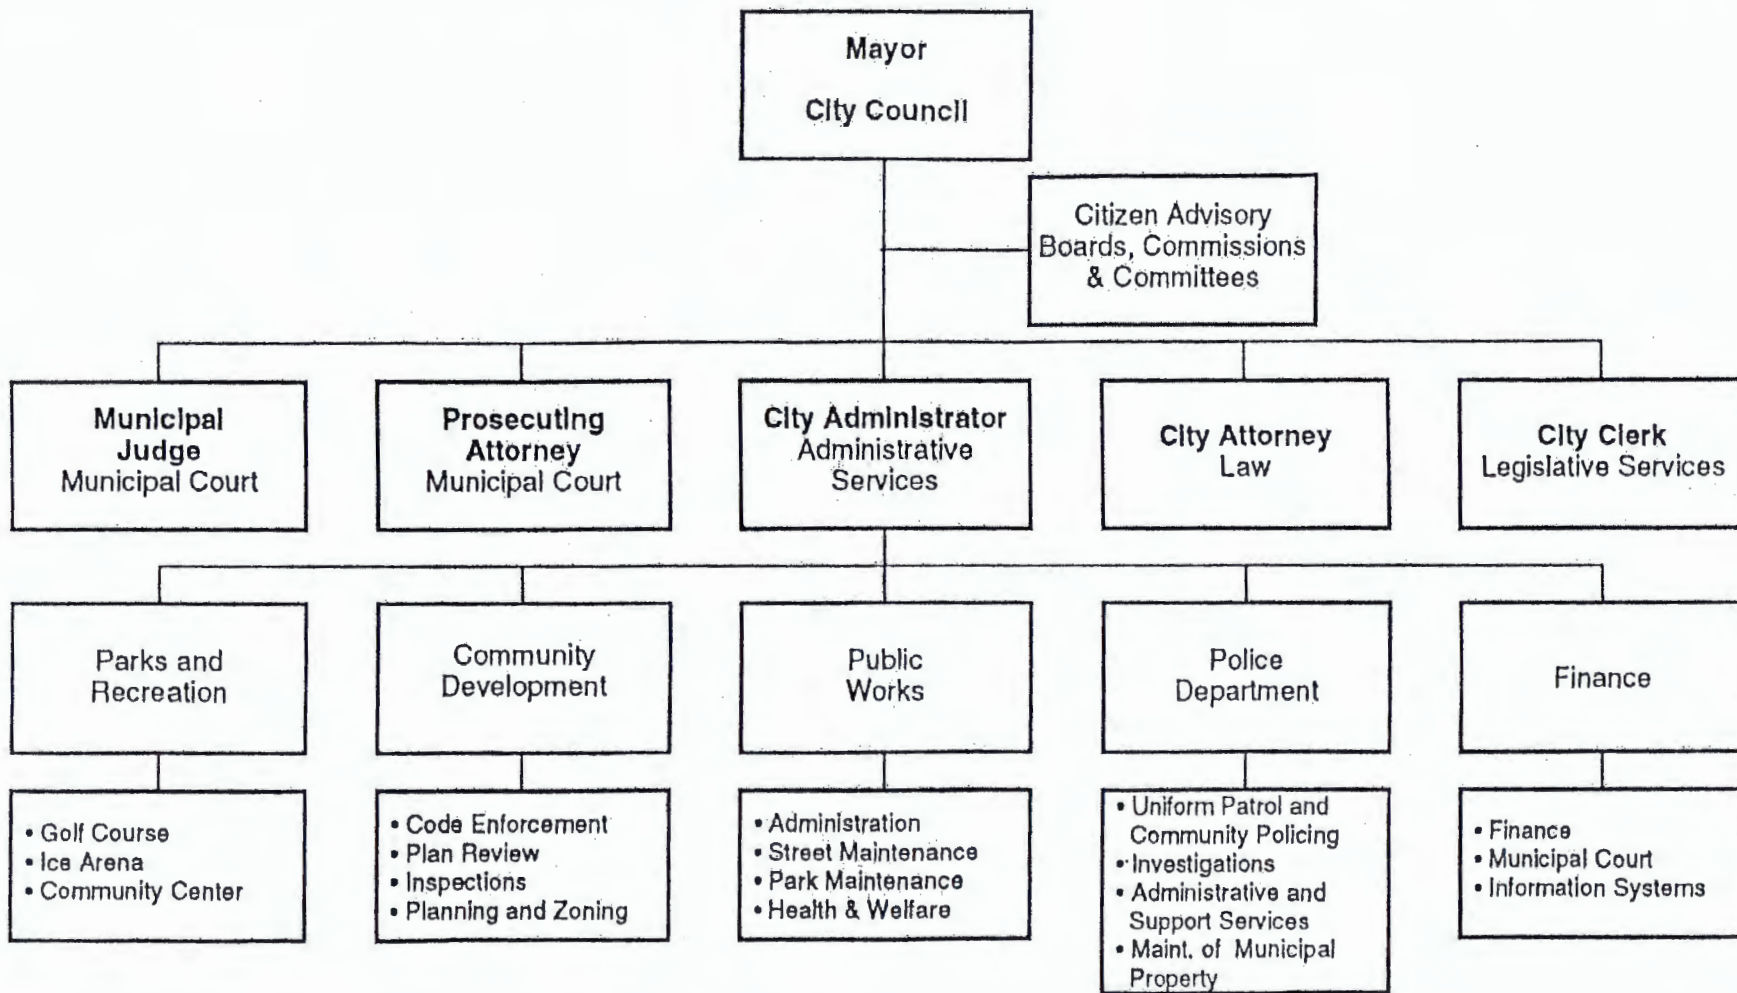 Mayor
City Council
Citizen Advisory
Boards, Commissions
& Committees
Municipal
Judge
Municipal Court
Prosecuting
Attorney
Municipal Court
City Administrator
Administrative
Services
City Attorney
Law
City Clerk
Legislative Services
Parks and
Recreation
Community
Development
Public
Works
Police
Department
Finance
• Golf Course
• Ice Arena
• Community Center
• Code Enforcement
• Plan Review
• Inspections
• Planning and Zoning
• Administration
• Street Maintenance
• Park Maintenance
• Health & Welfare
• Uniform Patrol and
Community Policing
• Investigations
• Administrative and
Support Services
• Maint. of Municipal
Property
• Finance
• Municipal Court
• Information Systems